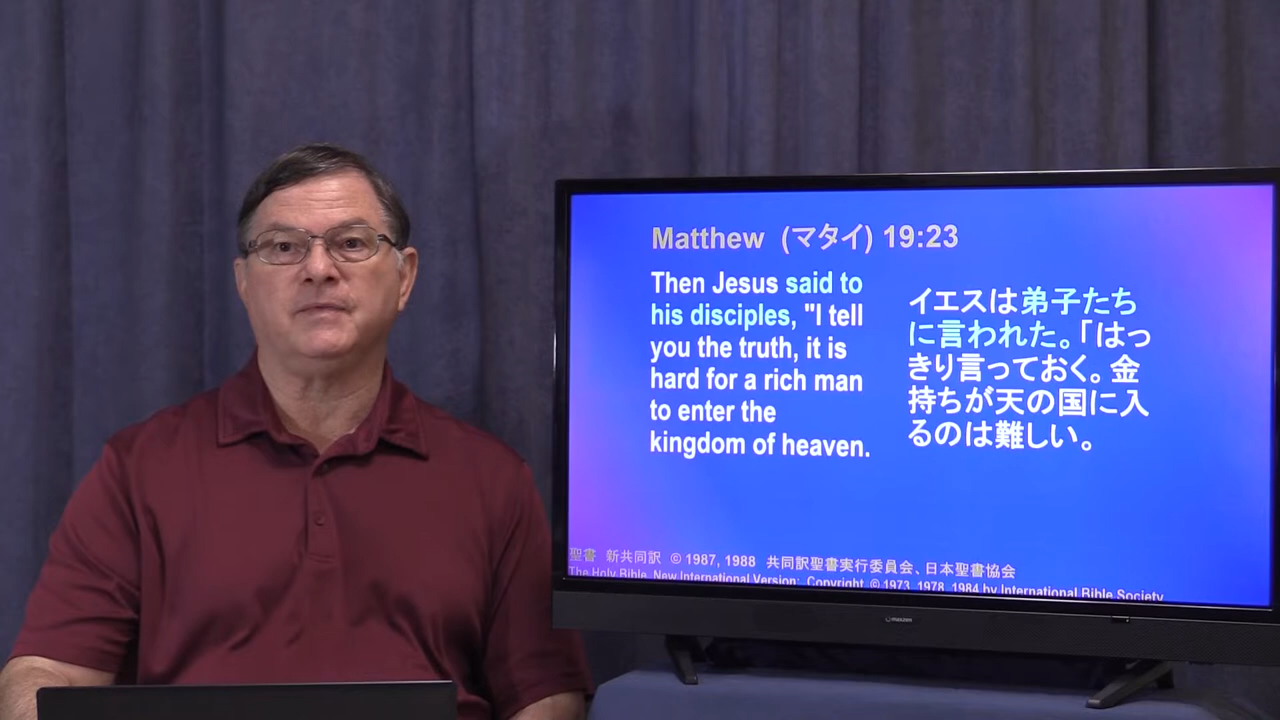 Matthew (マタイ) 19:23
Then Jesus said to
his disciples, "I tell
you the truth, it is
hard for a rich man
to enter the
kingdom of heaven.
イエスは弟子たち
に言われた。「はっ
きり言っておく。金
持ちが天の国に入
るのは難しい。
聖書 新共同訳 © 1987, 1988 共同訳聖書実行委員会、日本聖書協会
The Holy Bible, New International Version; Copyright © 1973, 1978, 1984 by International Bible Society
maxzen